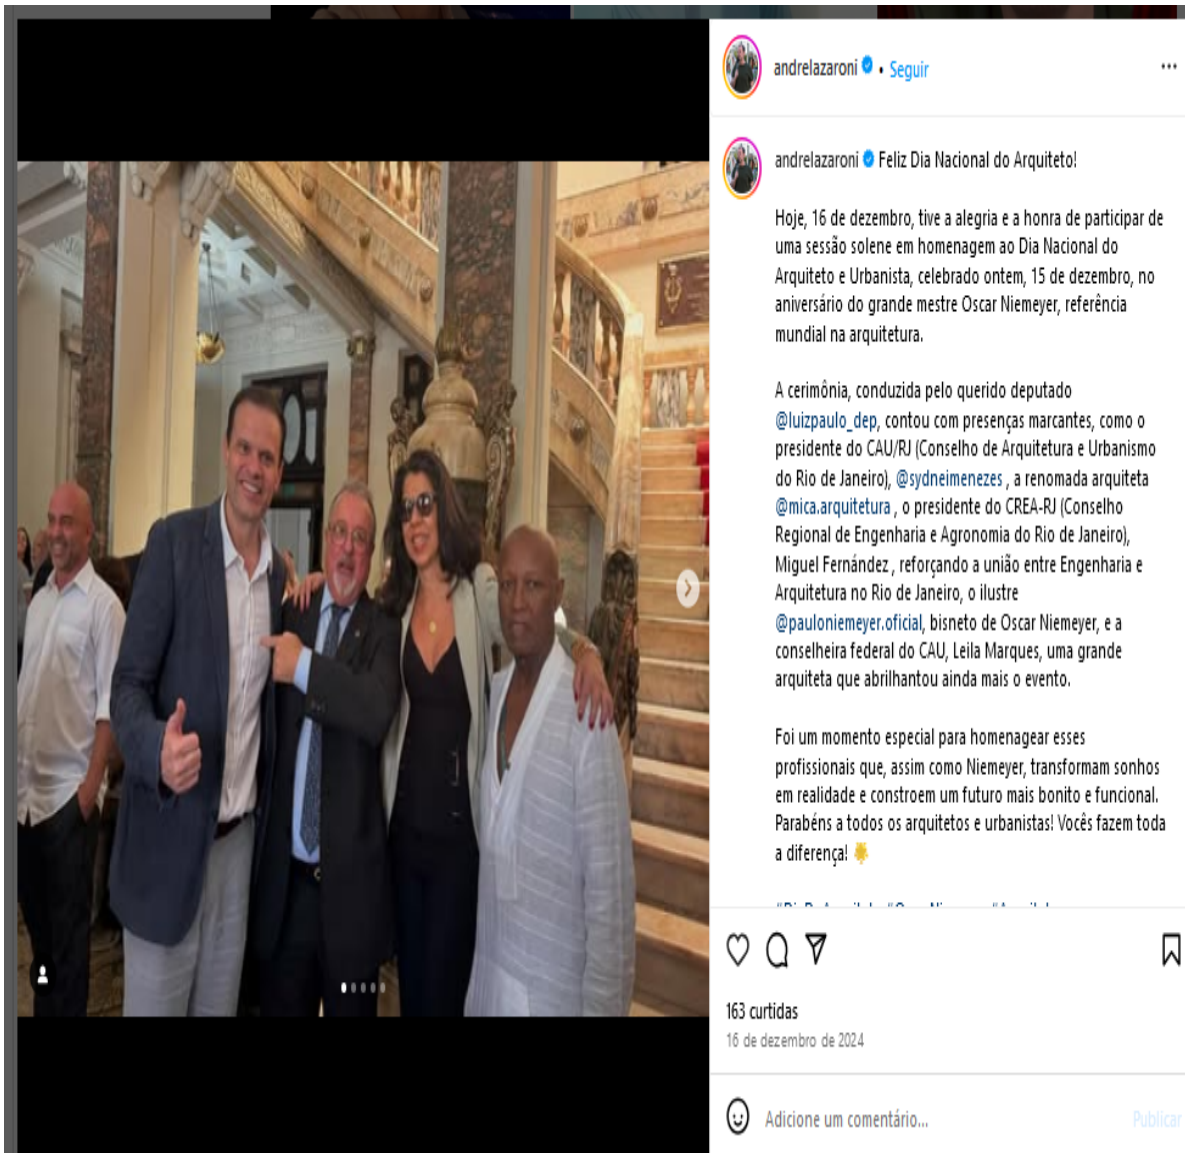 andrelazaroni • Seguir
andrelazaroni Feliz Dia Nacional do Arquiteto!
Hoje, 16 de dezembro, tive a alegria e a honra de participar de
uma sessão solene em homenagem ao Dia Nacional do
Arquiteto e Urbanista, celebrado ontem, 15 de dezembro, no
aniversário do grande mestre Oscar Niemeyer, referência
mundial na arquitetura.
A cerimônia, conduzida pelo querido deputado
@luizpaulo_dep, contou com presenças marcantes, como o
presidente do CAU/RJ (Conselho de Arquitetura e Urbanismo
do Rio de Janeiro), @sydneimenezes , a renomada arquiteta
@mica.arquitetura , o presidente do CREA-RJ (Conselho
Regional de Engenharia e Agronomia do Rio de Janeiro),
Miguel Fernández , reforçando a união entre Engenharia e
Arquitetura no Rio de Janeiro, o ilustre
@pauloniemeyer.oficial, bisneto de Oscar Niemeyer, e a
conselheira federal do CAU, Leila Marques, uma grande
arquiteta que abrilhantou ainda mais o evento.
Foi um momento especial para homenagear esses
profissionais que, assim como Niemeyer, transformam sonhos
em realidade e constroem um futuro mais bonito e funcional.
Parabéns a todos os arquitetos e urbanistas! Vocês fazem toda
a diferença!
163 curtidas
16 de dezembro de 2024
Adicione um comentário...
Publicar